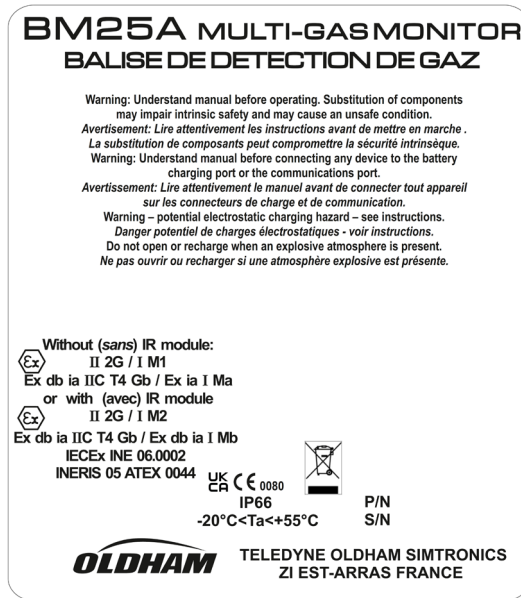 BM25A MULTI-GAS MONITOR
BALISE DE DETECTION DE GAZ
Warning: Understand manual before operating. Substitution of components
may impair intrinsic safety and may cause an unsafe condition.
Avertisement: Lire attentivement les instructions avant de mettre en marche .
La substitution de composants peut compromettre la sécurité intrinsèque.
Warning: Understand manual before connecting any device to the battery
charging port or the communications port.
Avertissement: Lire attentivement le manuel avant de connecter tout appareil
sur les connecteurs de charge et de communication.
Warning – potential electrostatic charging hazard – see instructions.
Danger potentiel de charges électrostatiques - voir instructions.
Do not open or recharge when an explosive atmosphere is present.
Ne pas ouvrir ou recharger si une atmosphère explosive est présente.
Without (sans) IR module:
Ex II 2G / I M1
Ex db ia IIC T4 Gb / Ex ia I Ma
or with (avec) IR module
Ex II 2G / I M2
Ex db ia IIC T4 Gb / Ex db ia I Mb
IECEx INE 06.0002
INERIS 05 ATEX 0044
UK CA CE 0080
IP66 P/N
-20°C<Ta<+55°C S/N
OLDHAM
TELEDYNE OLDHAM SIMTRONICS
ZI EST-ARRAS FRANCE